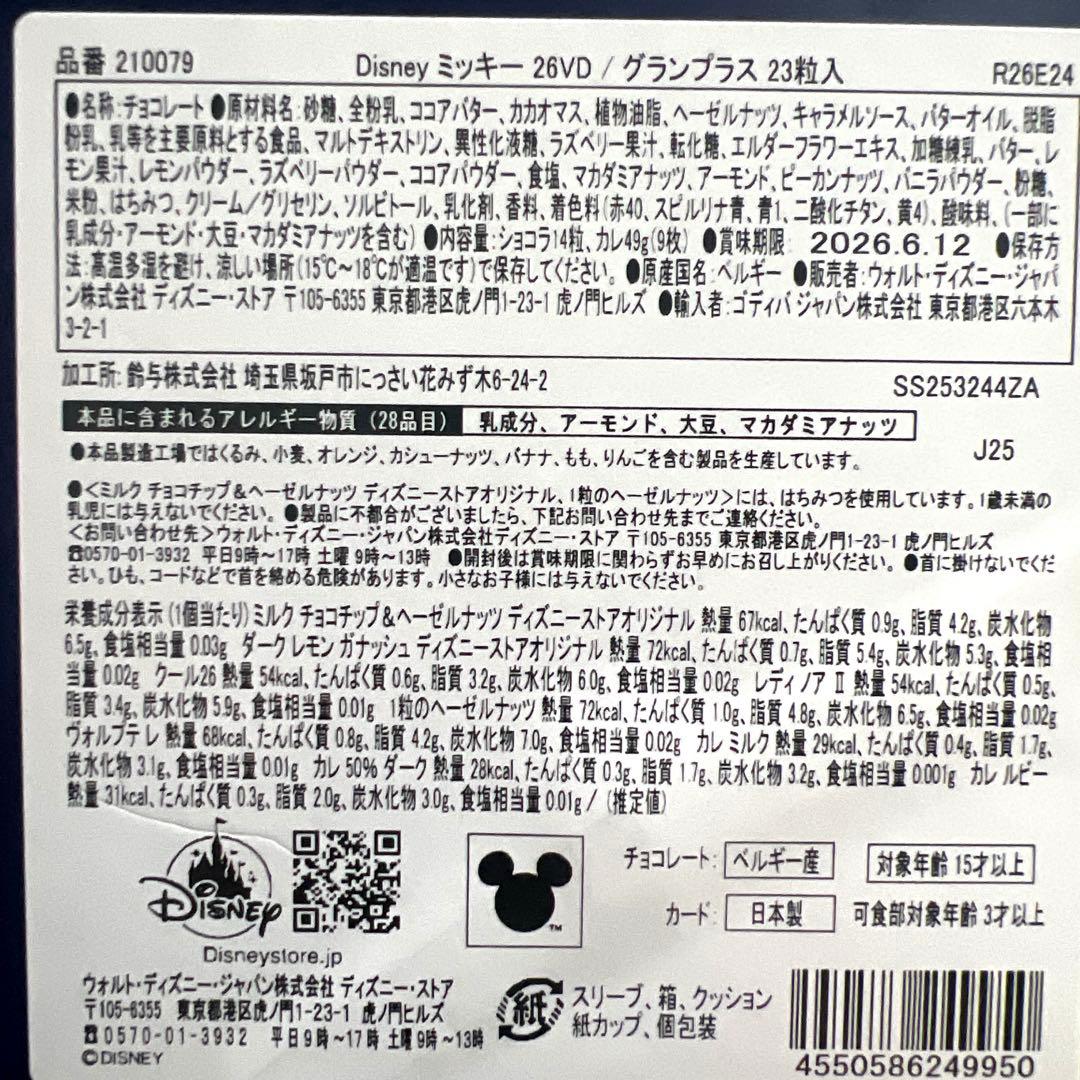 品番 210079 Disney ミッキー 26VD / グランプラス 23粒入 R26E24
●名称:チョコレート ●原材料名:砂糖、全粉乳、ココアバター、カカオマス、植物油脂、ヘーゼルナッツ、キャラメルソース、バターオイル、脱脂
粉乳、乳等を主要原料とする食品、マルトデキストリン、異性化液糖、ラズベリー果汁、転化糖、エルダーフラワーエキス、加糖練乳、バター、レ
モン果汁、レモンパウダー、ラズベリーパウダー、ココアパウダー、食塩、マカダミアナッツ、アーモンド、ピーカンナッツ、バニラパウダー、粉糖、
米粉、はちみつ、クリーム/グリセリン、ソルビトール、乳化剤、香料、着色料(赤40、スピルリナ青、青1、二酸化チタン、黄4)、酸味料、(一部に
乳成分・アーモンド・大豆・マカダミアナッツを含む) ●内容量:ショコラ14粒、カレ49g(9枚) ●賞味期限: 2026.6.12 ●保存方
法:高温多湿を避け、涼しい場所(15℃~18℃が適温です)で保存してください。 ●原産国名:ベルギー ●販売者:ウォルト・ディズニー・ジャパ
ン株式会社 ディズニー・ストア 〒105-6355 東京都港区虎ノ門1-23-1 虎ノ門ヒルズ ●輸入者:ゴディバ ジャパン株式会社 東京都港区六本木
3-2-1
加工所: 鈴与株式会社 埼玉県坂戸市にっさい花みず木6-24-2 SS253244ZA
本品に含まれるアレルギー物質 (28品目) 乳成分、アーモンド、大豆、マカダミアナッツ
●本品製造工場ではくるみ、小麦、オレンジ、カシューナッツ、バナナ、もも、りんごを含む製品を生産しています。 J25
●<ミルク チョコチップ&ヘーゼルナッツ ディズニーストアオリジナル、1粒のヘーゼルナッツ>には、はちみつを使用しています。1歳未満の
乳児には与えないでください。 ●製品に不都合がございましたら、下記お問い合わせ先までご連絡ください。
<お問い合わせ先>ウォルト・ディズニー・ジャパン株式会社ディズニー・ストア 〒105-6355 東京都港区虎ノ門1-23-1 虎ノ門ヒルズ
☎0570-01-3932 平日9時~17時 土曜 9時~13時 ●開封後は賞味期限に関わらずお早めにお召し上がりください。 ●首に掛けないでくだ
さい。ひも、コードなどで首を絞める危険があります。小さなお子様には与えないでください。
栄養成分表示 (1個当たり) ミルク チョコチップ&ヘーゼルナッツ ディズニーストアオリジナル 熱量 67kcal、たんぱく質 0.9g、脂質 4.2g、炭水化物
6.5g、食塩相当量 0.03g ダーク レモン ガナッシュ ディズニーストアオリジナル 熱量 72kcal、たんぱく質 0.7g、脂質 5.4g、炭水化物 5.3g、食塩相
当量 0.02g クール26 熱量 54kcal、たんぱく質 0.6g、脂質 3.2g、炭水化物 6.0g、食塩相当量 0.02g レディ ノア II 熱量 54kcal、たんぱく質 0.5g、
脂質 3.4g、炭水化物 5.9g、食塩相当量 0.01g 1粒のヘーゼルナッツ 熱量 72kcal、たんぱく質 1.0g、脂質 4.8g、炭水化物 6.5g、食塩相当量 0.02g
ヴォルプテ レ 熱量 68kcal、たんぱく質 0.8g、脂質 4.2g、炭水化物 7.0g、食塩相当量 0.02g カレ ミルク 熱量 29kcal、たんぱく質 0.4g、脂質 1.7g、
炭水化物 3.1g、食塩相当量 0.01g カレ 50% ダーク 熱量 28kcal、たんぱく質 0.3g、脂質 1.7g、炭水化物 3.2g、食塩相当量 0.001g カレ ルビー
熱量 31kcal、たんぱく質 0.3g、脂質 2.0g、炭水化物 3.0g、食塩相当量 0.01g/ (推定値)
Disney
Disneystore.jp
TM
チョコレート: ベルギー産 対象年齢 15才以上
カード: 日本製 可食部対象年齢 3才以上
ウォルト・ディズニー・ジャパン株式会社 ディズニー・ストア
〒105-6355 東京都港区虎ノ門1-23-1 虎ノ門ヒルズ
☎0570-01-3932 平日9時~17時 土曜 9時~13時
©DISNEY
紙 スリーブ、箱、クッション
紙カップ、個包装
4550586249950